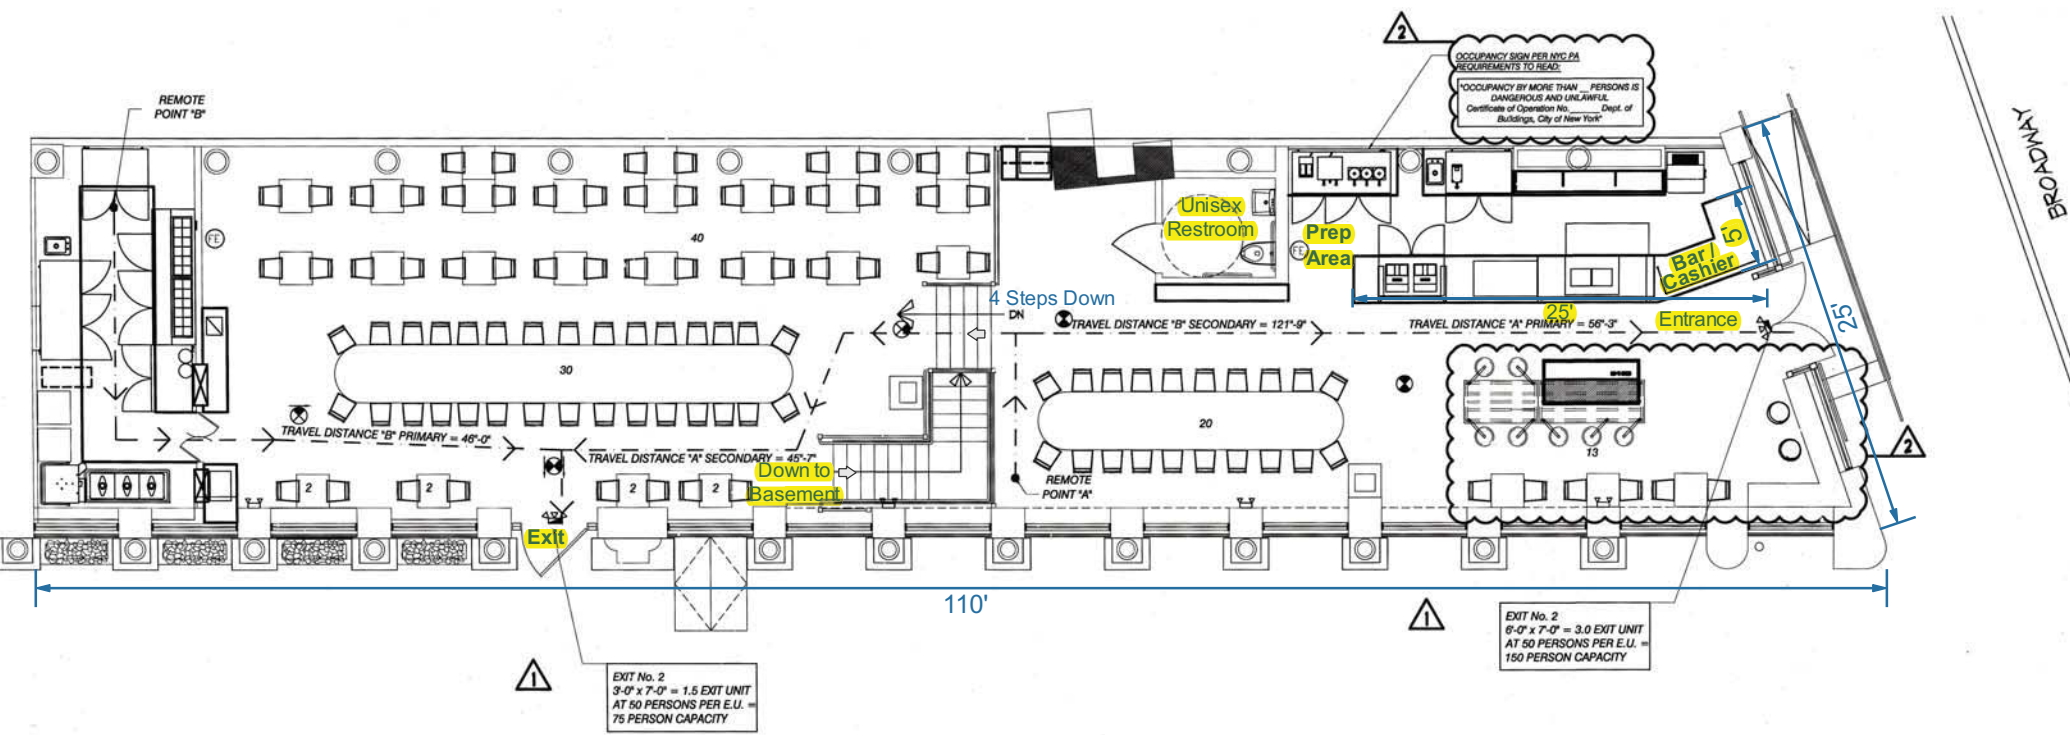 2
OCCUPANCY SIGN PER NYC PA
REQUIREMENTS TO READ:
"OCCUPANCY BY MORE THAN __ PERSONS IS
DANGEROUS AND UNLAWFUL
Certificate of Operation No._____ Dept. of
Buildings, City of New York"
BROADWAY
REMOTE
POINT "B"
FE
40
Unisex
Restroom
Prep
Area
FE
Bar /
Cashier
5'
25'
4 Steps Down
DN
TRAVEL DISTANCE "B" SECONDARY = 121'-9"
25'
TRAVEL DISTANCE "A" PRIMARY = 56'-3"
Entrance
30
20
13
2
TRAVEL DISTANCE "B" PRIMARY = 46'-0"
TRAVEL DISTANCE "A" SECONDARY = 45'-7"
Down to
Basement
REMOTE
POINT "A"
2
2
2
2
Exit
110'
1
EXIT No. 2
3'-0" x 7'-0" = 1.5 EXIT UNIT
AT 50 PERSONS PER E.U. =
75 PERSON CAPACITY
1
EXIT No. 2
6'-0" x 7'-0" = 3.0 EXIT UNIT
AT 50 PERSONS PER E.U. =
150 PERSON CAPACITY